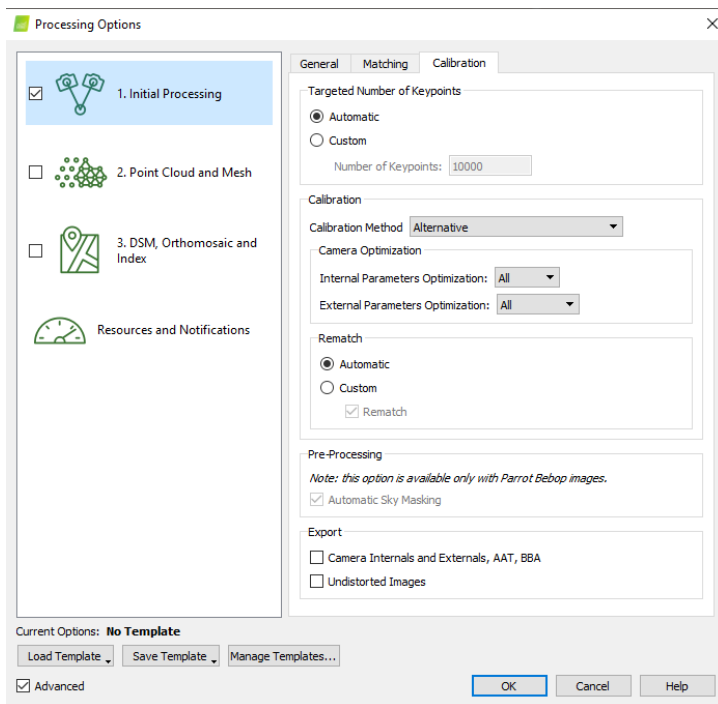 Processing Options
General Matching Calibration
1. Initial Processing
2. Point Cloud and Mesh
3. DSM, Orthomosaic and
Index
Resources and Notifications
Targeted Number of Keypoints
Automatic
Custom
Number of Keypoints: 10000
Calibration
Calibration Method Alternative
Camera Optimization
Internal Parameters Optimization: All
External Parameters Optimization: All
Rematch
Automatic
Custom
Rematch
Pre-Processing
Note: this option is available only with Parrot Bebop images.
Automatic Sky Masking
Export
Camera Internals and Externals, AAT, BBA
Undistorted Images
Current Options: No Template
Load Template Save Template Manage Templates...
Advanced
OK Cancel Help